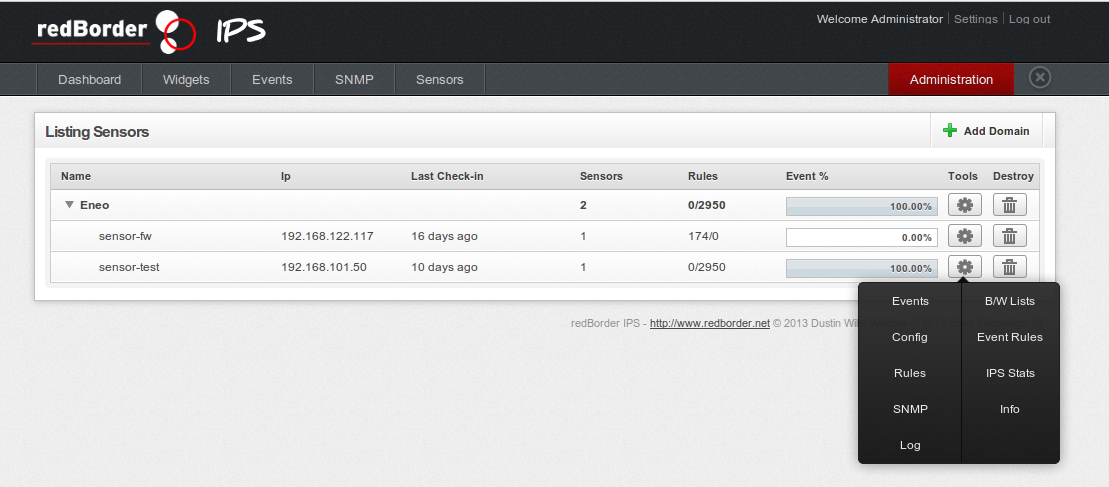 redBorder IPS
Welcome Administrator Settings Log out
Dashboard Widgets Events SNMP Sensors Administration
Listing Sensors Add Domain
Name Ip Last Check-in Sensors Rules Event % Tools Destroy
Eneo 2 0/2950 100.00%
sensor-fw 192.168.122.117 16 days ago 1 174/0 0.00%
sensor-test 192.168.101.50 10 days ago 1 0/2950 100.00%
Events B/W Lists
redBorder IPS - http://www.redborder.net © 2013 Dustin
Config Event Rules
Rules IPS Stats
SNMP Info
Log